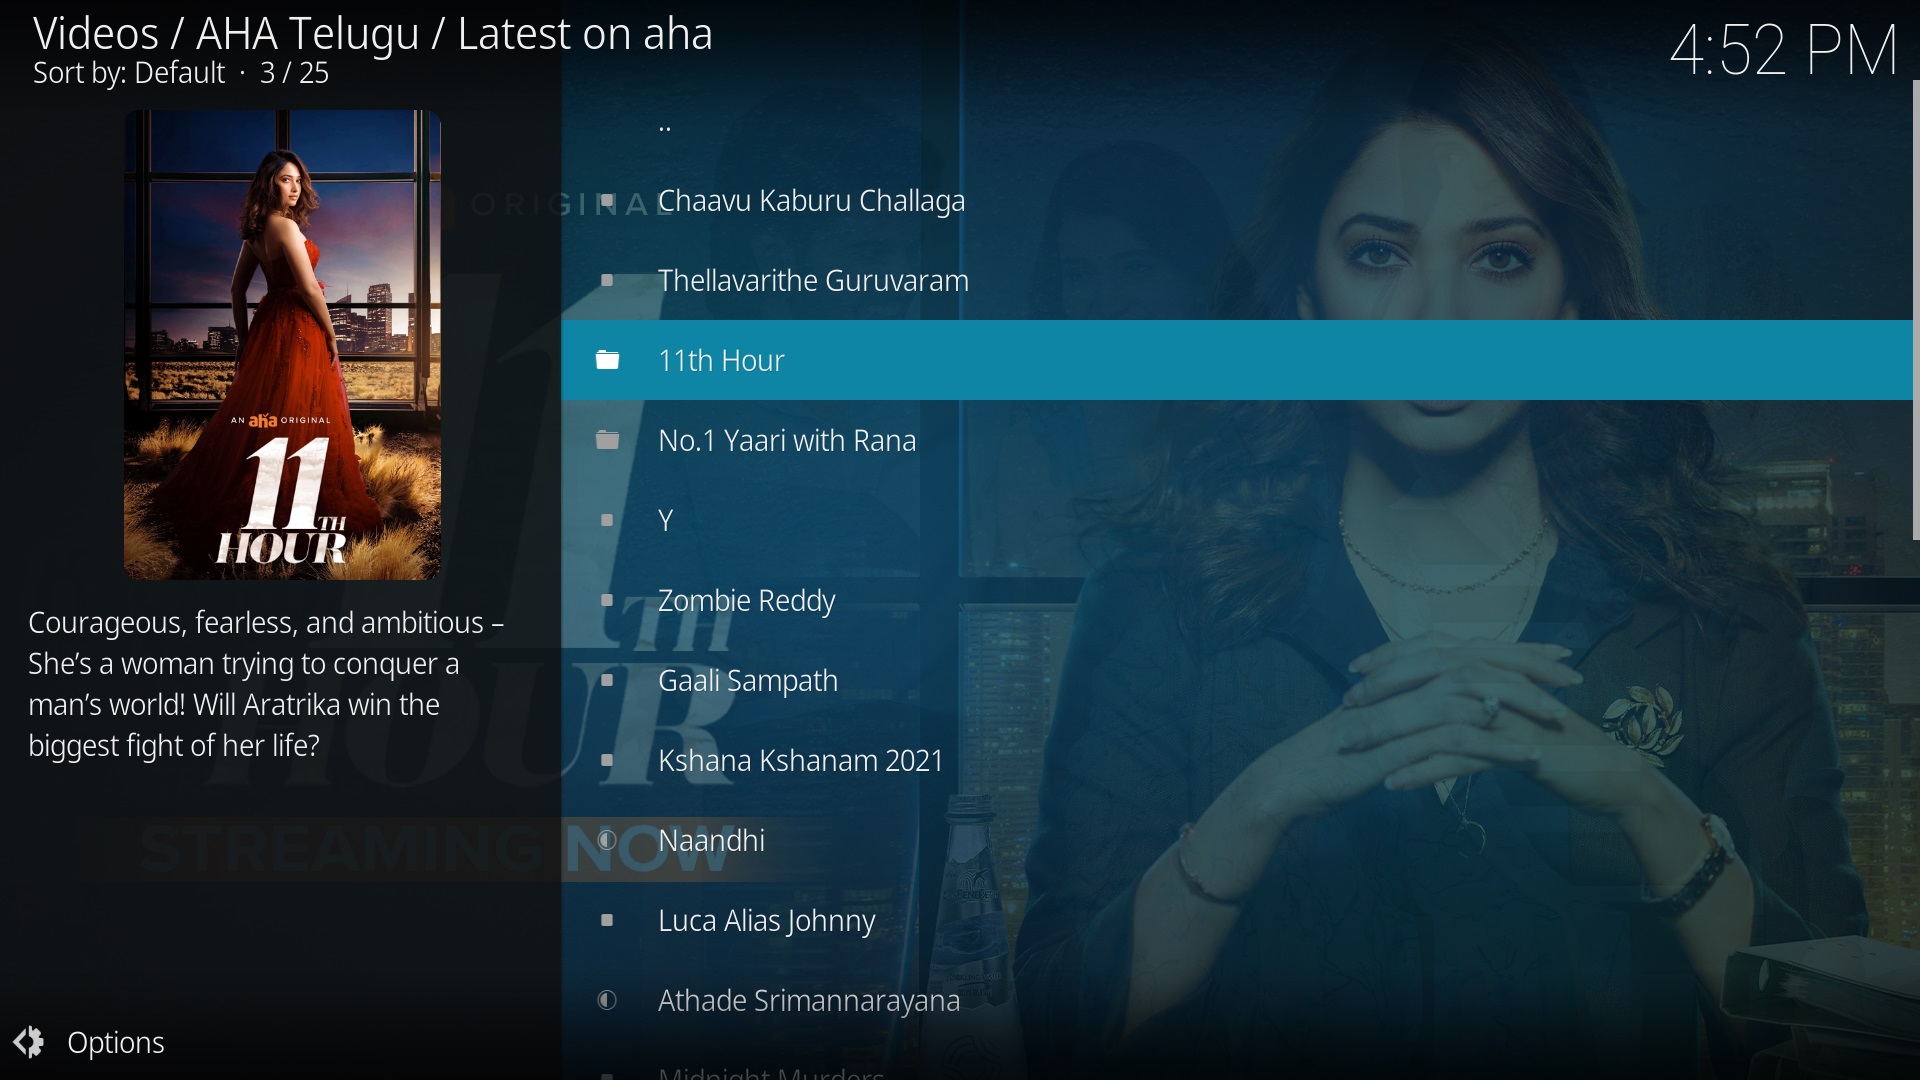 Videos / AHA Telugu / Latest on aha
Sort by: Default · 3 / 25
4:52 PM
AN aha ORIGINAL
11TH
HOUR
Courageous, fearless, and ambitious –
She’s a woman trying to conquer a
man’s world! Will Aratrika win the
biggest fight of her life?
Options
..
Chaavu Kaburu Challaga
Thellavarithe Guruvaram
11th Hour
No.1 Yaari with Rana
Y
Zombie Reddy
Gaali Sampath
Kshana Kshanam 2021
Naandhi
Luca Alias Johnny
Athade Srimannarayana
Midnight Murders
ORIGINAL
11TH
HOUR
STREAMING NOW